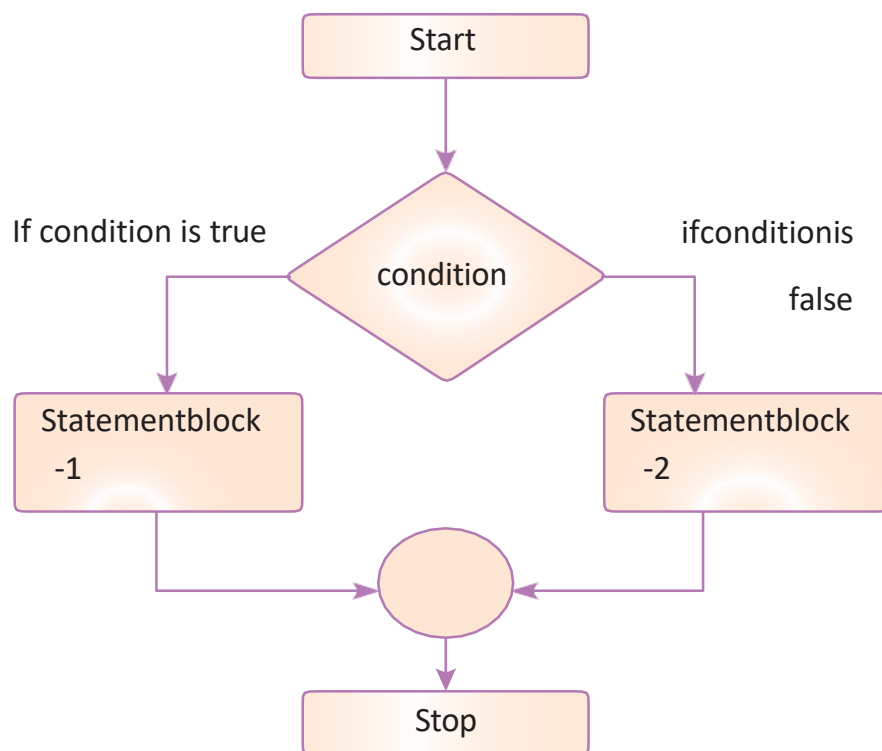 Start
If condition is true
condition
ifconditionis
false
Statementblock
-1
Statementblock
-2
Stop